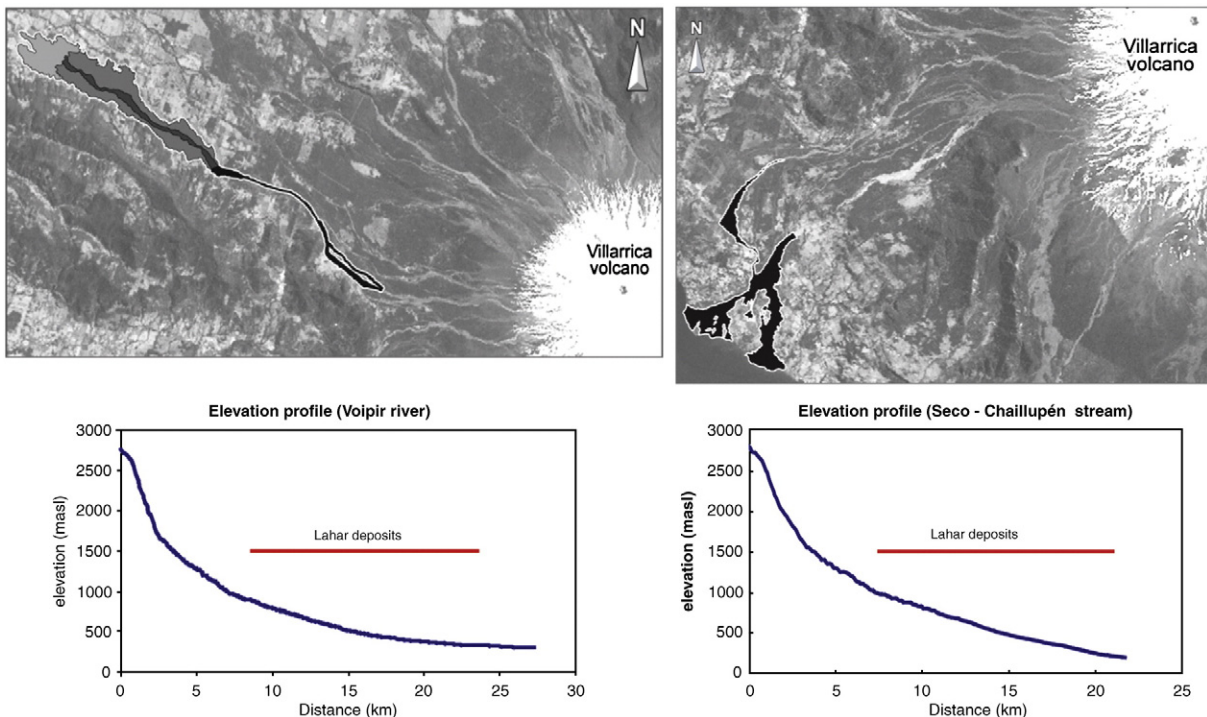 N
Villarrica
volcano
N
Villarrica
volcano
Elevation profile (Voipir river)
elevation (masl)
3000
2500
2000
1500
1000
500
0
Lahar deposits
0 5 10 15 20 25 30
Distance (km)
Elevation profile (Seco - Chaillupén stream)
elevation (masl)
3000
2500
2000
1500
1000
500
0
Lahar deposits
0 5 10 15 20 25
Distance (km)